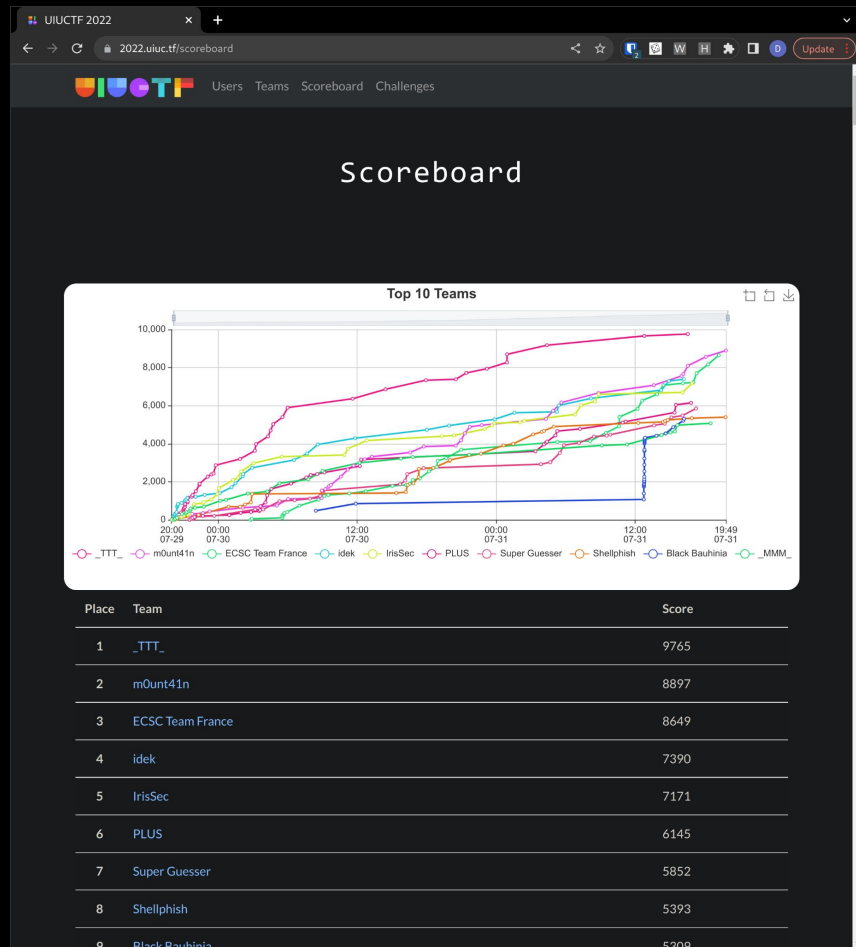 UIUCTF 2022
2022.uiuc.tf/scoreboard
2
W
H
D
Update
UIUCTF
Users Teams Scoreboard Challenges
Scoreboard
Top 10 Teams
10,000
8,000
6,000
4,000
2,000
0
20:00 00:00 12:00 00:00 12:00 19:49
07-29 07-30 07-30 07-31 07-31 07-31
_TTT_ m0unt41n ECSC Team France idek IrisSec PLUS Super Guesser Shellphish Black Bauhinia _MMM_
Place Team Score
1 _TTT_ 9765
2 m0unt41n 8897
3 ECSC Team France 8649
4 idek 7390
5 IrisSec 7171
6 PLUS 6145
7 Super Guesser 5852
8 Shellphish 5393
9 Black Bauhinia 5309